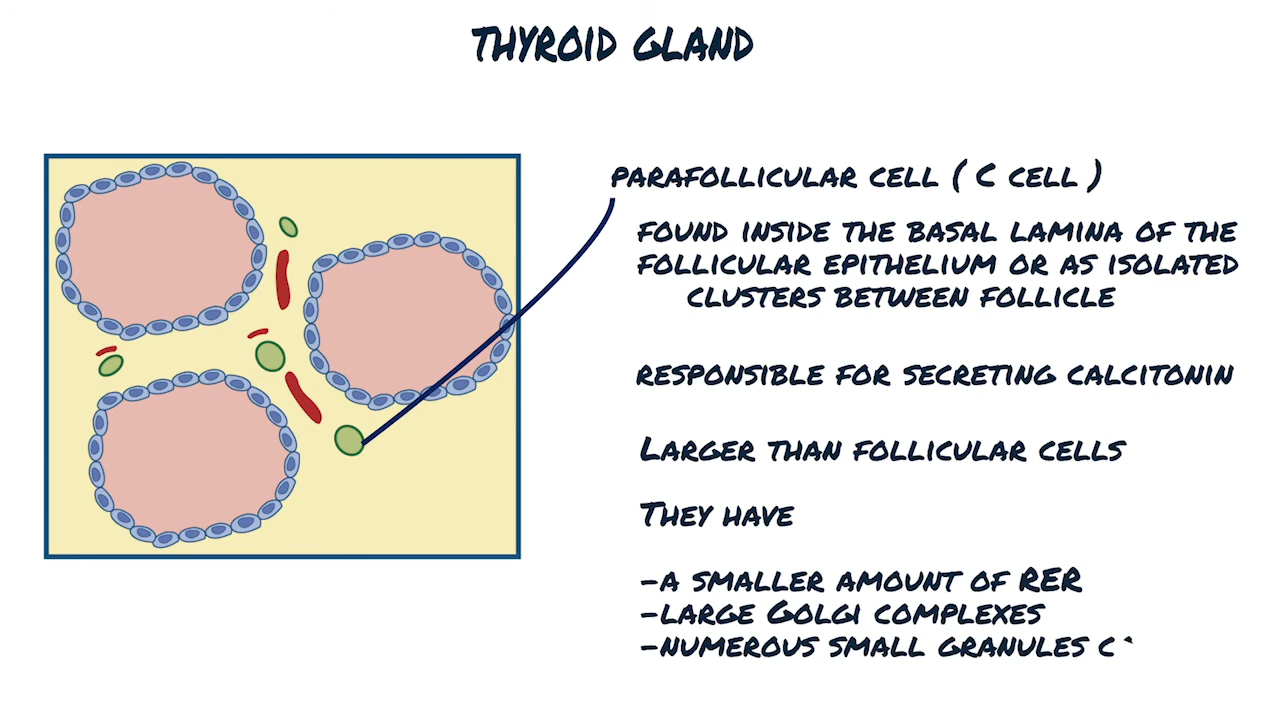 THYROID GLAND
PARAFOLLICULAR CELL ( C CELL )
FOUND INSIDE THE BASAL LAMINA OF THE
FOLLICULAR EPITHELIUM OR AS ISOLATED
CLUSTERS BETWEEN FOLLICLE
RESPONSIBLE FOR SECRETING CALCITONIN
LARGER THAN FOLLICULAR CELLS
THEY HAVE
-A SMALLER AMOUNT OF RER
-LARGE GOLGI COMPLEXES
-NUMEROUS SMALL GRANULES C